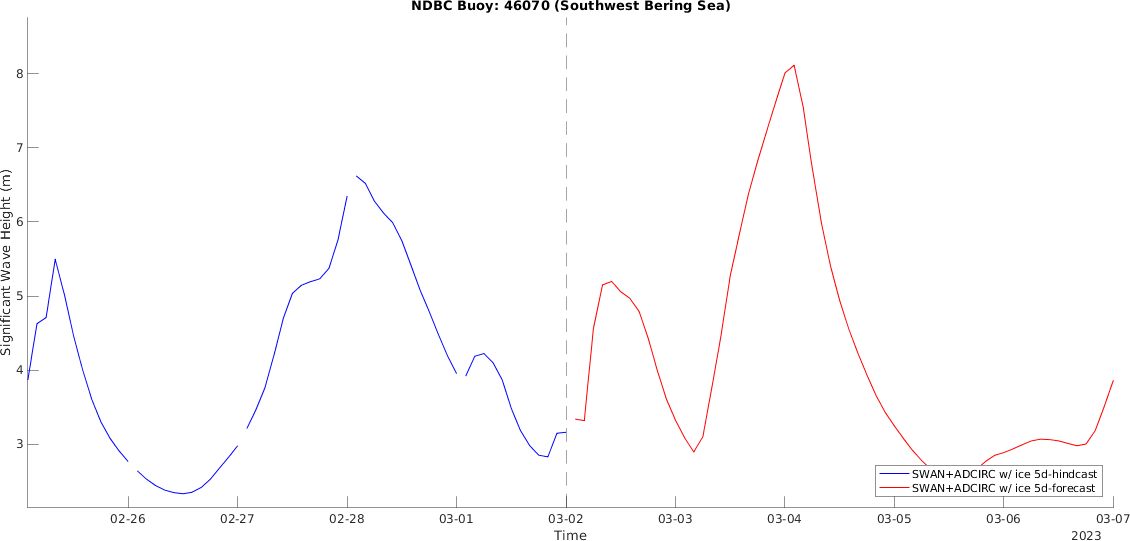 NDBC Buoy: 46070 (Southwest Bering Sea)
Significant Wave Height (m)
8
7
6
5
4
3
SWAN+ADCIRC w/ ice 5d-hindcast
SWAN+ADCIRC w/ ice 5d-forecast
02-26 02-27 02-28 03-01 03-02 03-03 03-04 03-05 03-06 03-07
Time
2023